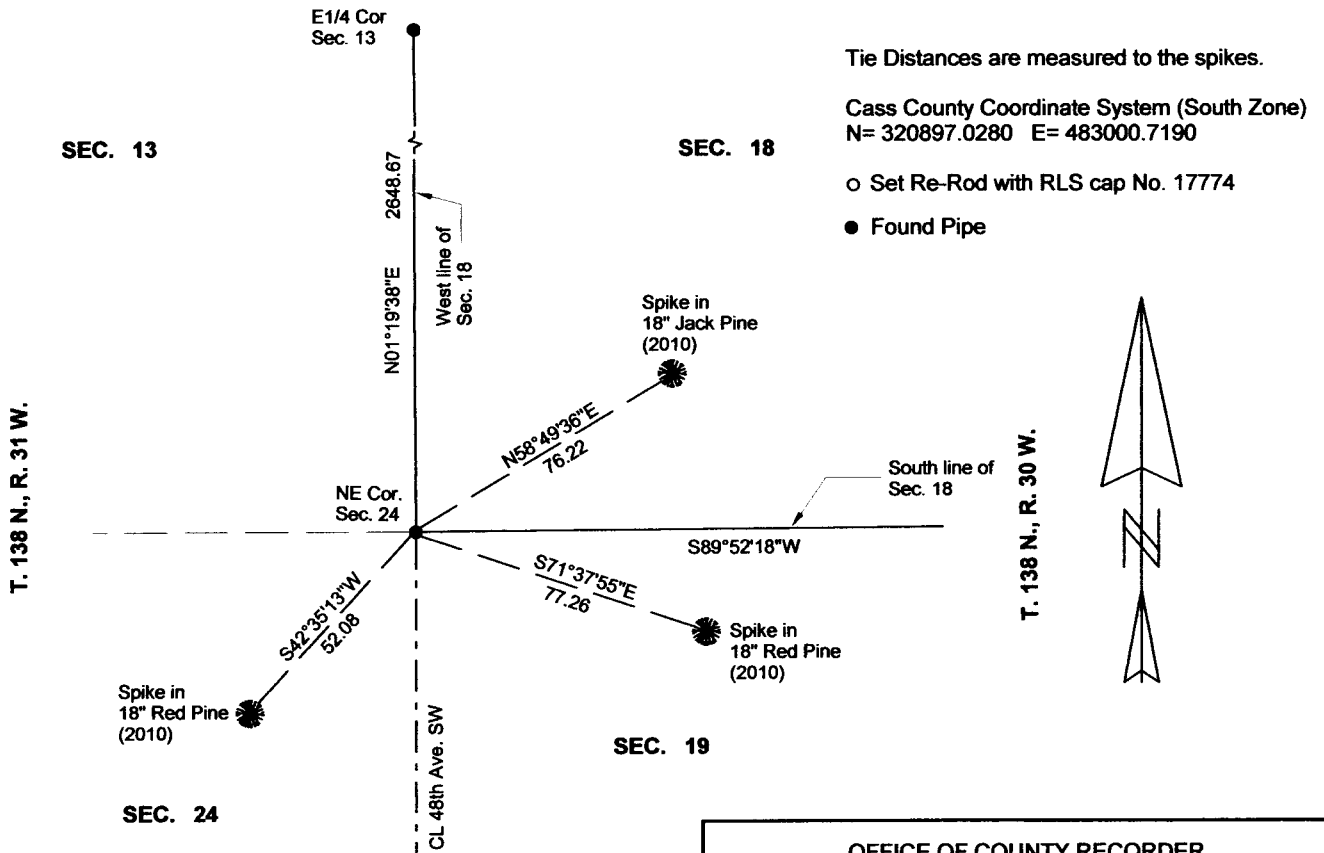 E1/4 Cor
Sec. 13
Tie Distances are measured to the spikes.
Cass County Coordinate System (South Zone)
N= 320897.0280 E= 483000.7190
SEC. 13
SEC. 18
○ Set Re-Rod with RLS cap No. 17774
● Found Pipe
N01°19'38"E 2648.67
West line of
Sec. 18
Spike in
18" Jack Pine
(2010)
T. 138 N., R. 31 W.
N58°49'36"E
76.22
NE Cor.
Sec. 24
South line of
Sec. 18
T. 138 N., R. 30 W.
N
S89°52'18"W
S71°37'55"E
77.26
S42°35'13"W
52.08
Spike in
18" Red Pine
(2010)
Spike in
18" Red Pine
(2010)
CL 48th Ave. SW
SEC. 19
SEC. 24
OFFICE OF COUNTY RECORDER